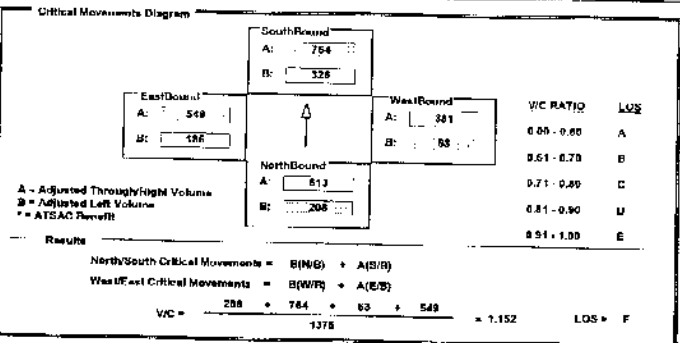 Critical Movements Diagram
SouthBound
A: 764
B: 326
EastBound
A: 549
B: 186
WestBound
A: 381
B: 63
NorthBound
A: 613
B: 208
V/C RATIO LOS
0.00 - 0.60 A
0.61 - 0.70 B
0.71 - 0.80 C
0.81 - 0.90 D
0.91 - 1.00 E
A = Adjusted Through/Right Volume
B = Adjusted Left Volume
* = ATSAC Benefit
Results
North/South Critical Movements = B(N/B) + A(S/B)
West/East Critical Movements = B(W/B) + A(E/B)
V/C = 208 + 764 + 63 + 549
1375
= 1.152 LOS = F